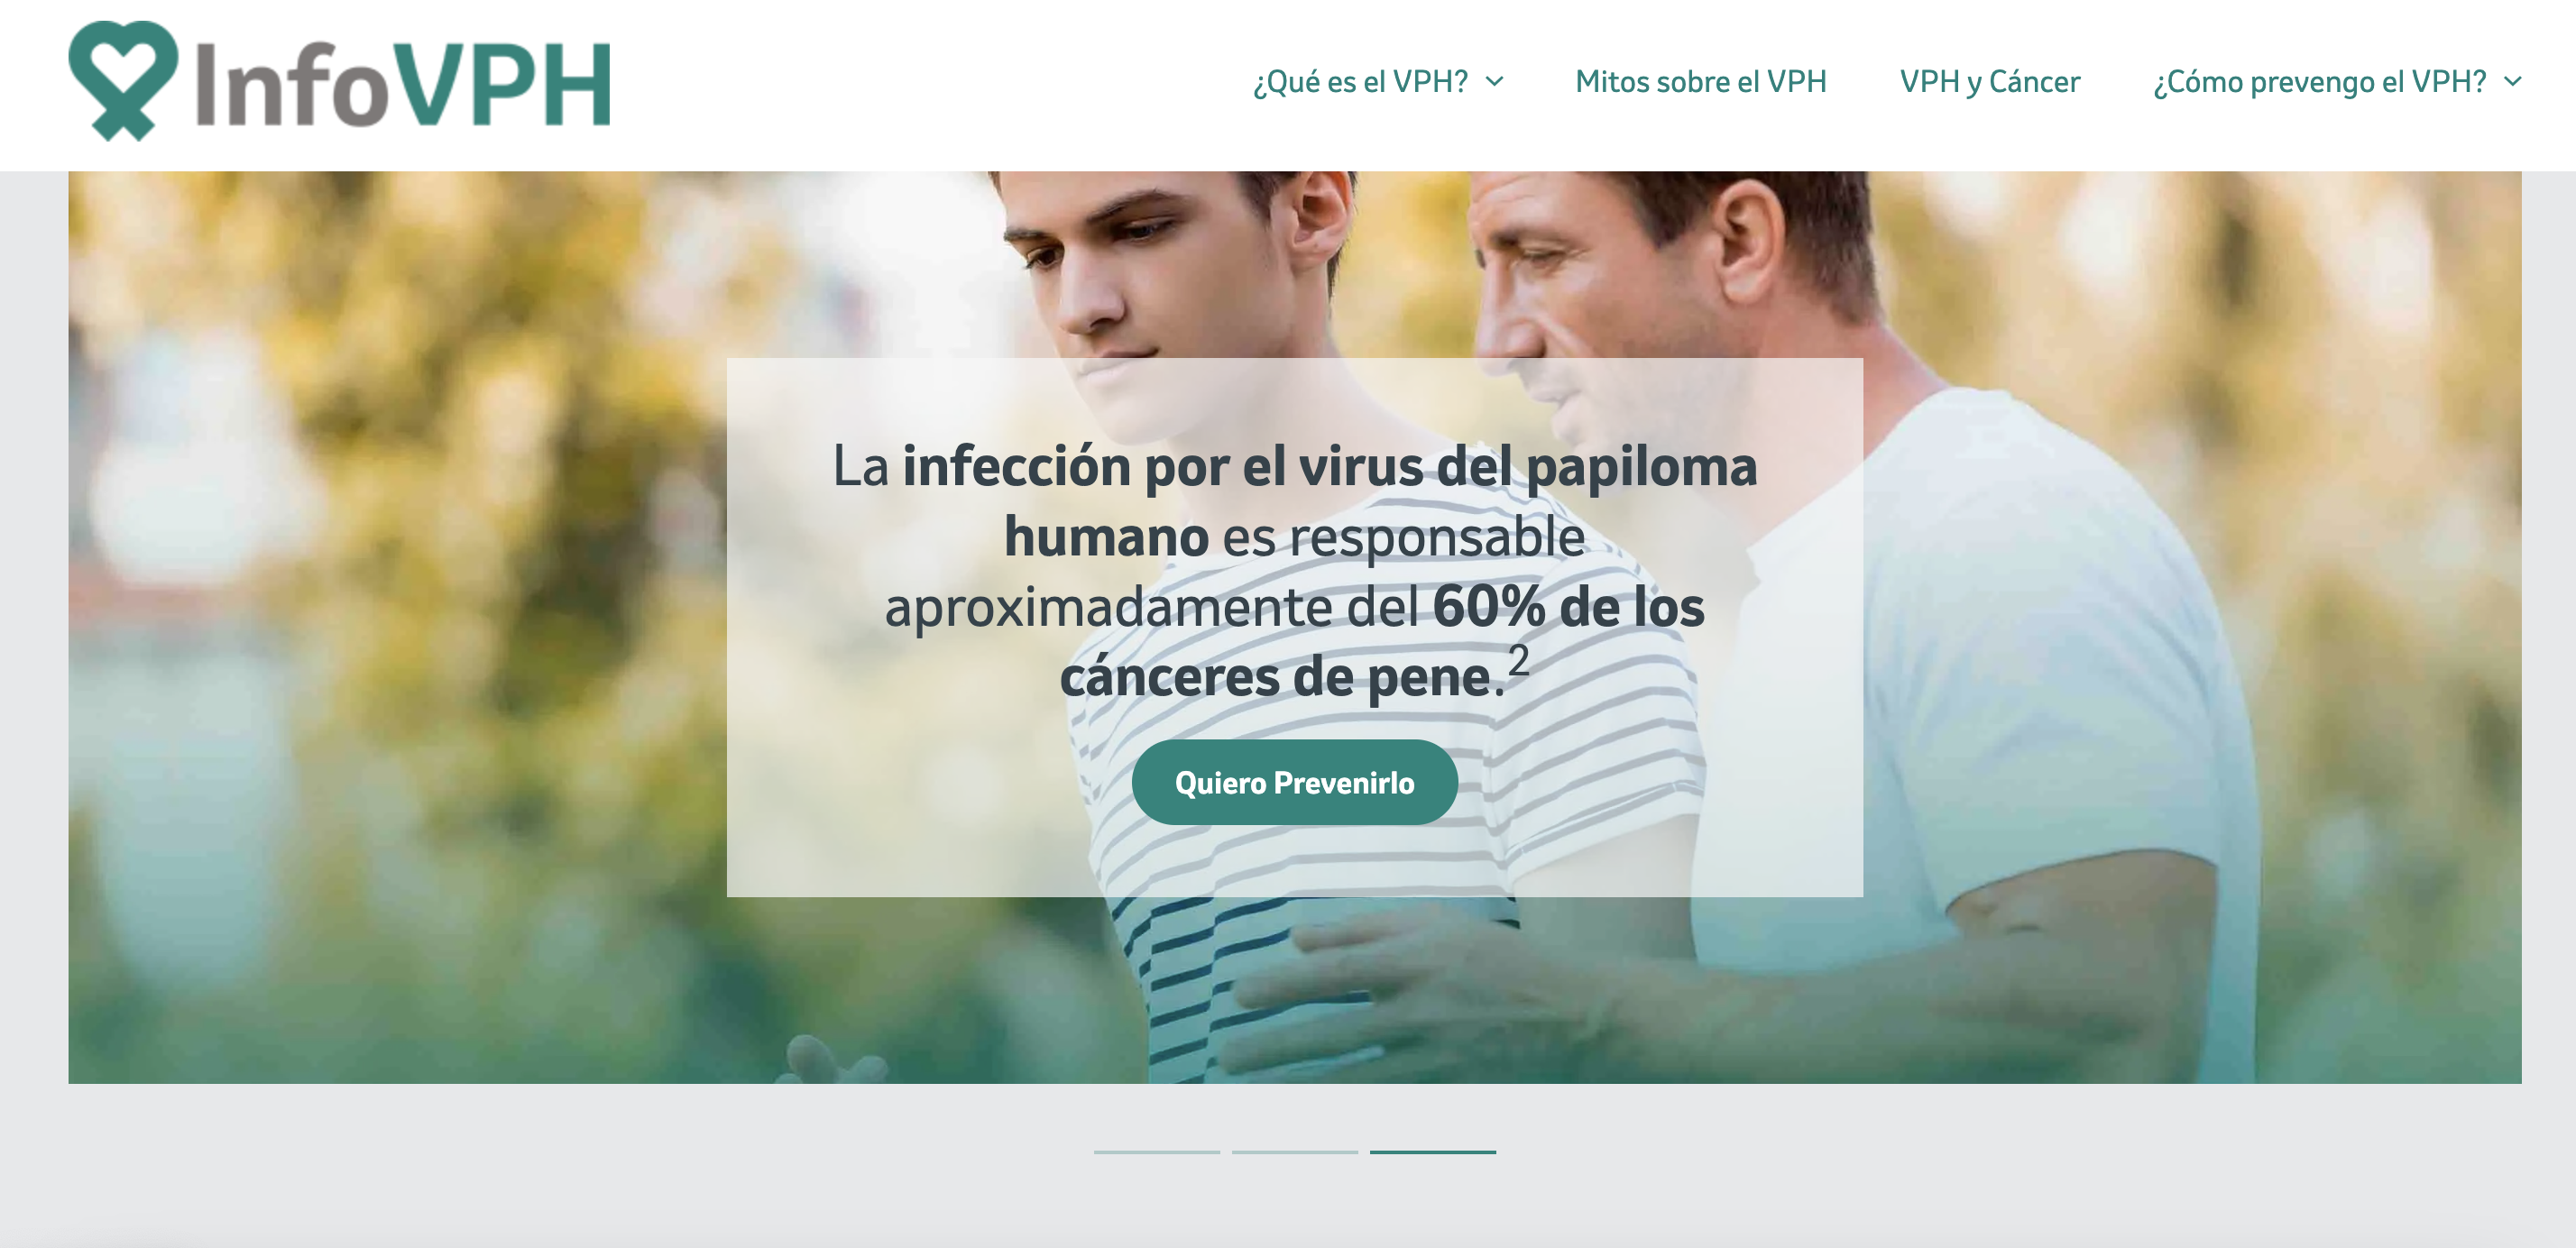 InfoVPH
¿Qué es el VPH?
Mitos sobre el VPH
VPH y Cáncer
¿Cómo prevengo el VPH?
La infección por el virus del papiloma
humano es responsable
aproximadamente del 60% de los
cánceres de pene.²
Quiero Prevenirlo